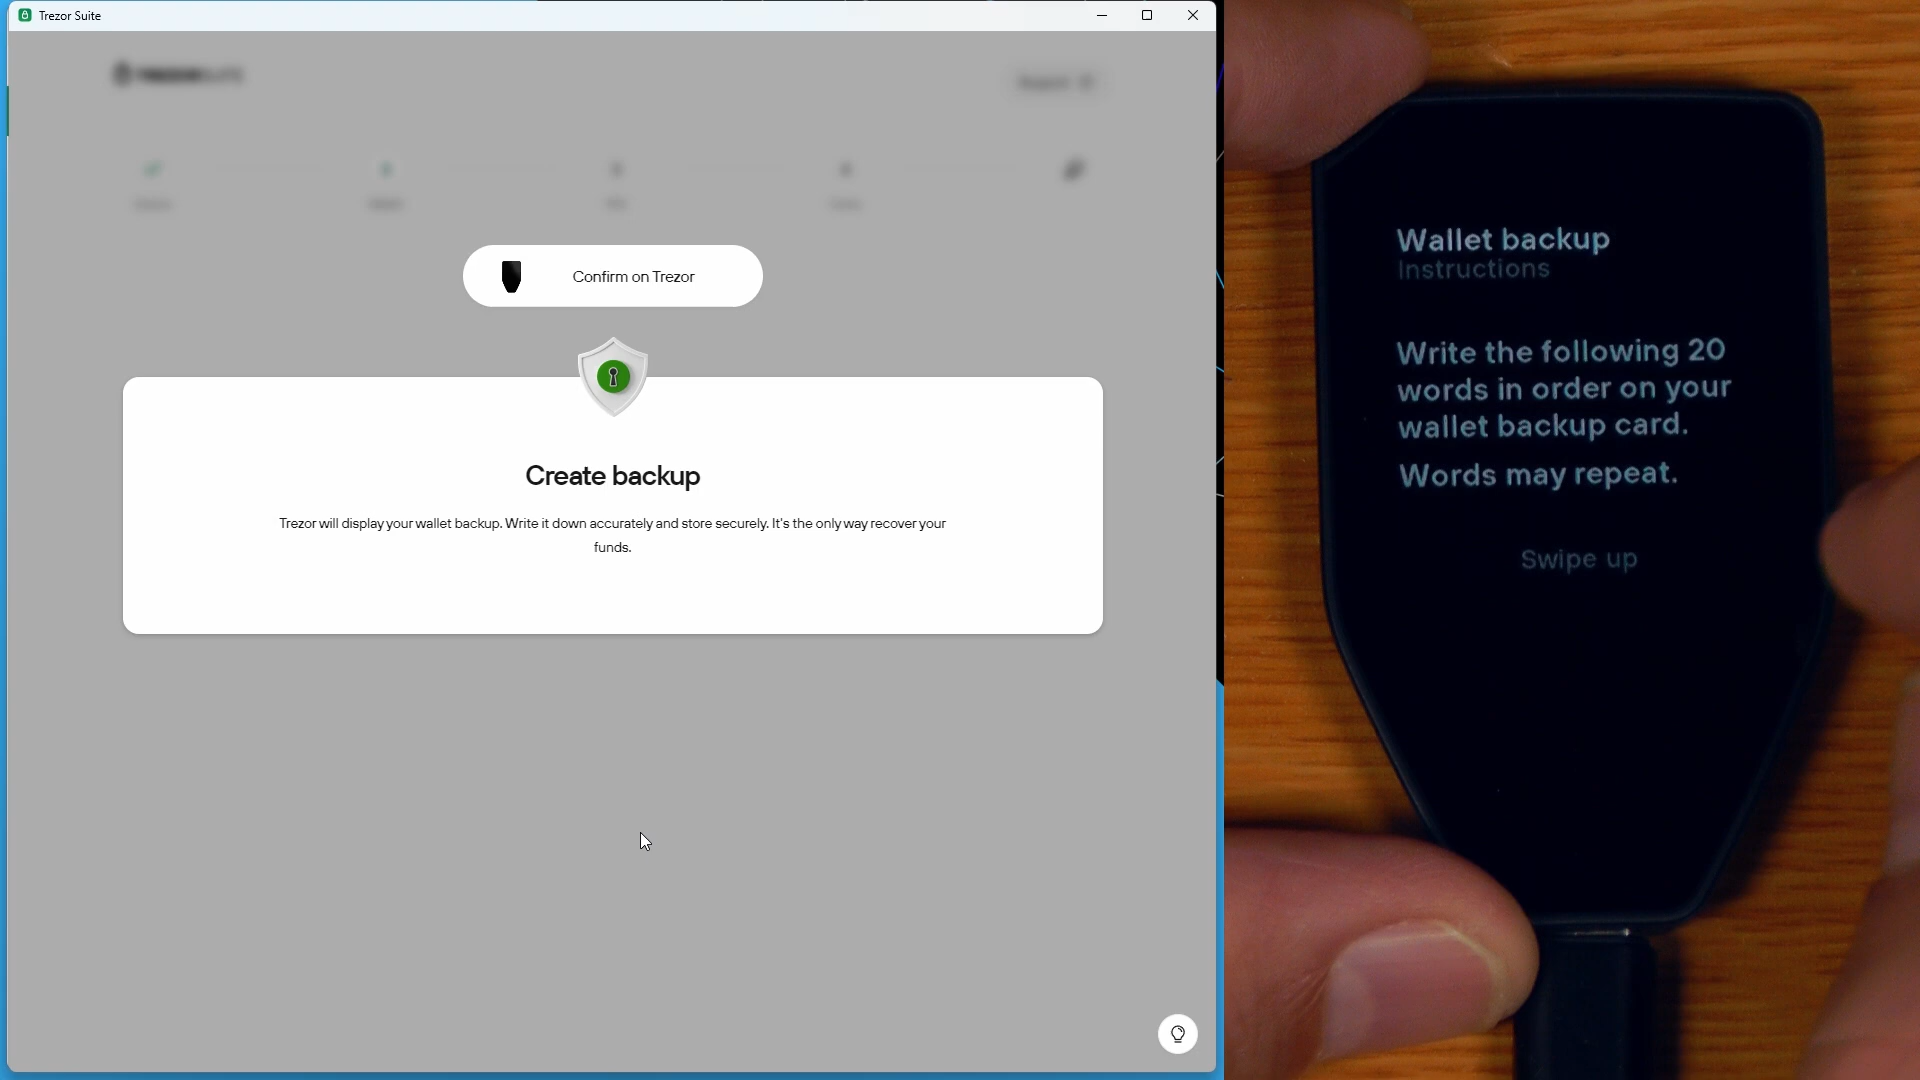 Trezor Suite
Confirm on Trezor
Create backup
Trezor will display your wallet backup. Write it down accurately and store securely. It's the only way recover your
funds.
Wallet backup
Instructions
Write the following 20
words in order on your
wallet backup card.
Words may repeat.
Swipe up